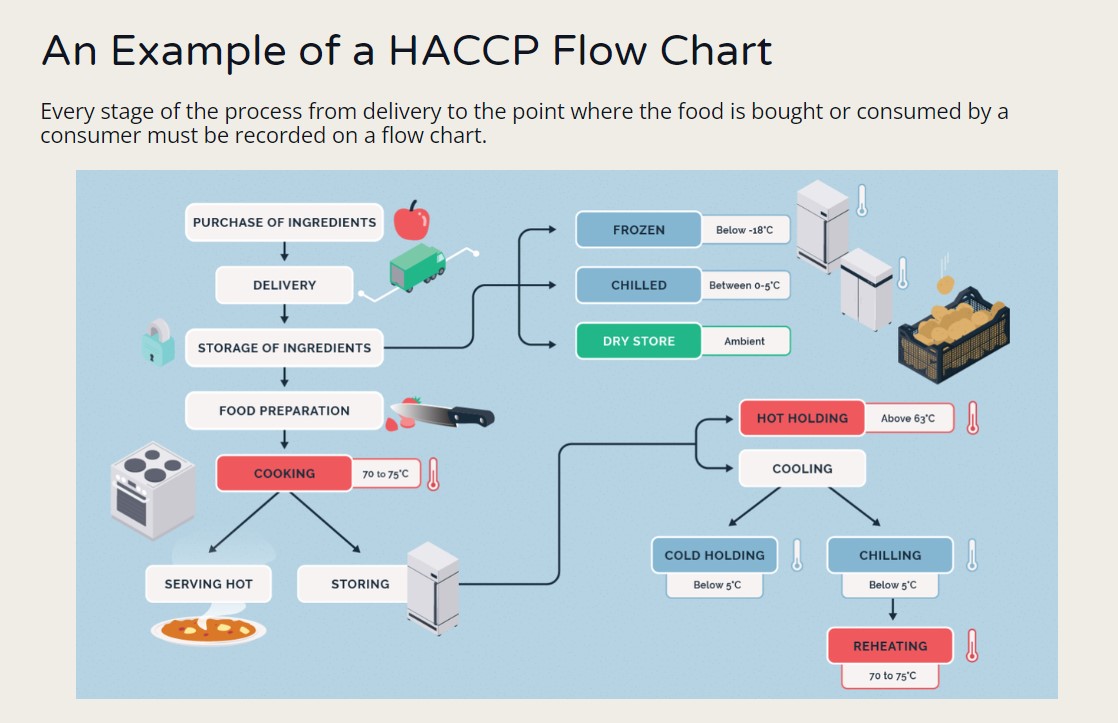 An Example of a HACCP Flow Chart
Every stage of the process from delivery to the point where the food is bought or consumed by a
consumer must be recorded on a flow chart.
PURCHASE OF INGREDIENTS
DELIVERY
STORAGE OF INGREDIENTS
FROZEN
Below -18°C
CHILLED
Between 0-5°C
DRY STORE
Ambient
FOOD PREPARATION
COOKING
70 to 75°C
SERVING HOT
STORING
HOT HOLDING
Above 63°C
COOLING
COLD HOLDING
Below 5°C
CHILLING
Below 5°C
REHEATING
70 to 75°C